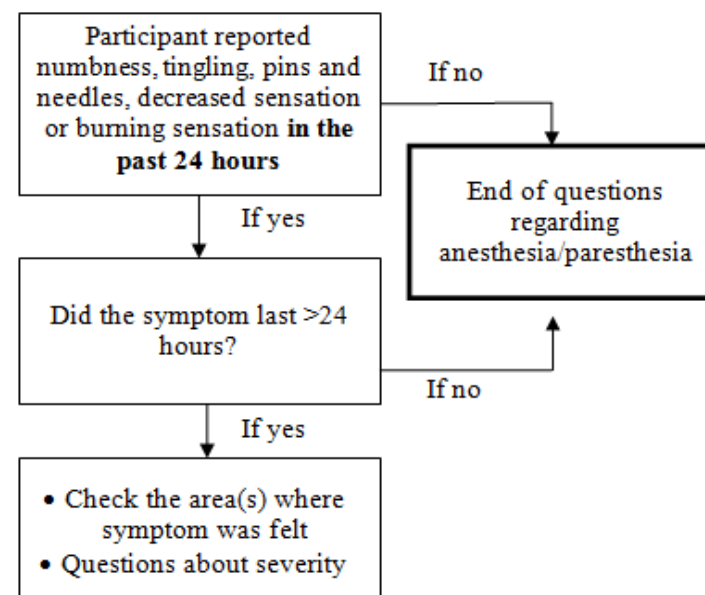 Participant reported
numbness, tingling, pins and
needles, decreased sensation
or burning sensation in the
past 24 hours
If no
End of questions
regarding
anesthesia/paresthesia
If yes
Did the symptom last >24
hours?
If no
If yes
• Check the area(s) where
symptom was felt
• Questions about severity